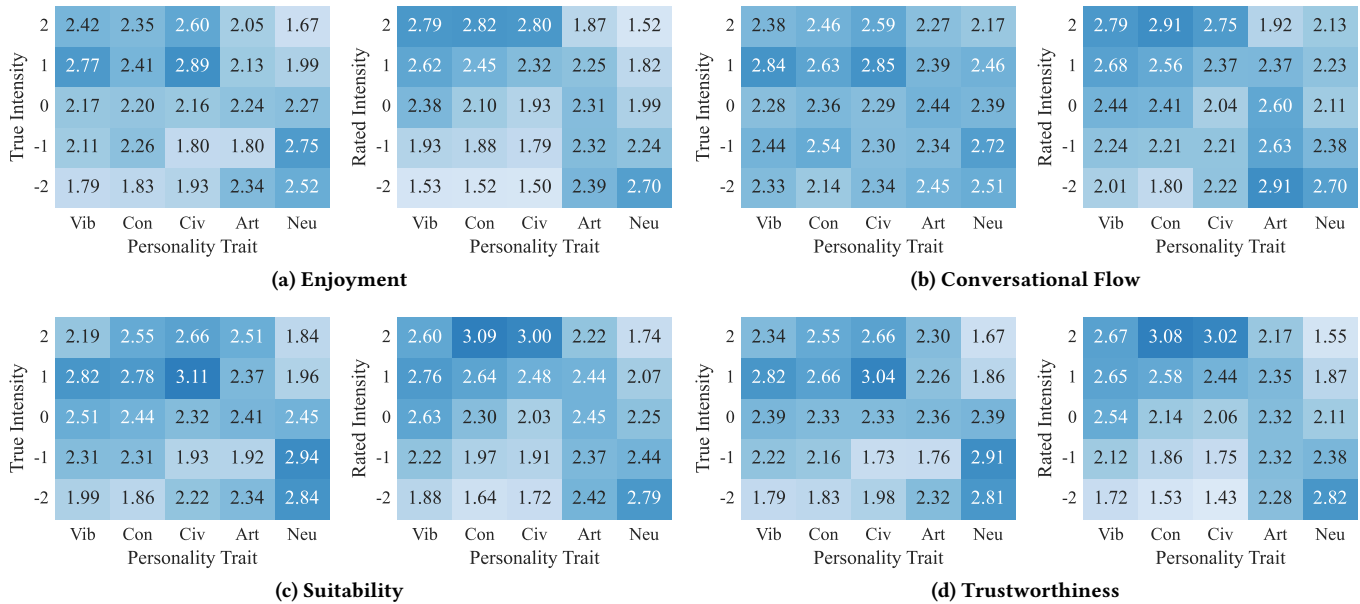 True Intensity
2 2.42 2.35 2.60 2.05 1.67
1 2.77 2.41 2.89 2.13 1.99
0 2.17 2.20 2.16 2.24 2.27
-1 2.11 2.26 1.80 1.80 2.75
-2 1.79 1.83 1.93 2.34 2.52
Vib Con Civ Art Neu
Personality Trait
Rated Intensity
2.79 2.82 2.80 1.87 1.52
2.62 2.45 2.32 2.25 1.82
2.38 2.10 1.93 2.31 1.99
1.93 1.88 1.79 2.32 2.24
1.53 1.52 1.50 2.39 2.70
Vib Con Civ Art Neu
Personality Trait
(a) Enjoyment
True Intensity
2 2.38 2.46 2.59 2.27 2.17
1 2.84 2.63 2.85 2.39 2.46
0 2.28 2.36 2.29 2.44 2.39
-1 2.44 2.54 2.30 2.34 2.72
-2 2.33 2.14 2.34 2.45 2.51
Vib Con Civ Art Neu
Personality Trait
Rated Intensity
2.79 2.91 2.75 1.92 2.13
2.68 2.56 2.37 2.37 2.23
2.44 2.41 2.04 2.60 2.11
2.24 2.21 2.21 2.63 2.38
2.01 1.80 2.22 2.91 2.70
Vib Con Civ Art Neu
Personality Trait
(b) Conversational Flow
True Intensity
2 2.19 2.55 2.66 2.51 1.84
1 2.82 2.78 3.11 2.37 1.96
0 2.51 2.44 2.32 2.41 2.45
-1 2.31 2.31 1.93 1.92 2.94
-2 1.99 1.86 2.22 2.34 2.84
Vib Con Civ Art Neu
Personality Trait
Rated Intensity
2.60 3.09 3.00 2.22 1.74
2.76 2.64 2.48 2.44 2.07
2.63 2.30 2.03 2.45 2.25
2.22 1.97 1.91 2.37 2.44
1.88 1.64 1.72 2.42 2.79
Vib Con Civ Art Neu
Personality Trait
(c) Suitability
True Intensity
2 2.34 2.55 2.66 2.30 1.67
1 2.82 2.66 3.04 2.26 1.86
0 2.39 2.33 2.33 2.36 2.39
-1 2.22 2.16 1.73 1.76 2.91
-2 1.79 1.83 1.98 2.32 2.81
Vib Con Civ Art Neu
Personality Trait
Rated Intensity
2.67 3.08 3.02 2.17 1.55
2.65 2.58 2.44 2.35 1.87
2.54 2.14 2.06 2.32 2.11
2.12 1.86 1.75 2.32 2.38
1.72 1.53 1.43 2.28 2.82
Vib Con Civ Art Neu
Personality Trait
(d) Trustworthiness